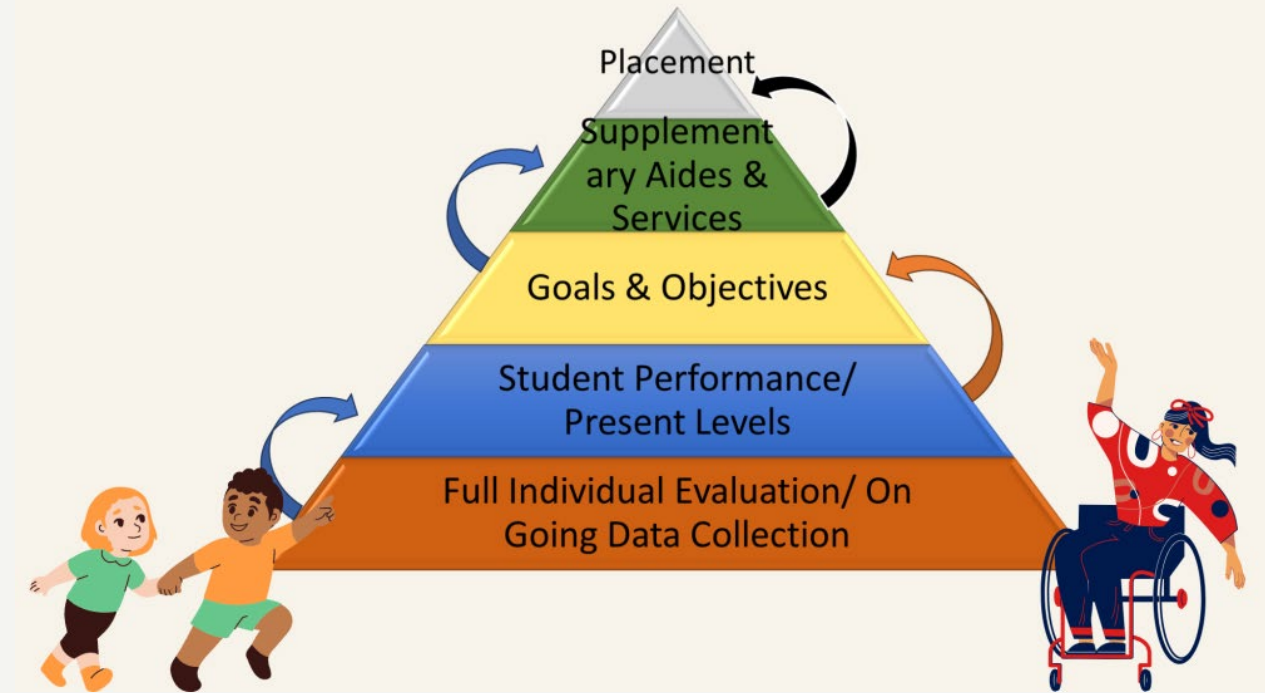 Placement
Supplement
ary Aides &
Services
Goals & Objectives
Student Performance/
Present Levels
Full Individual Evaluation/ On
Going Data Collection